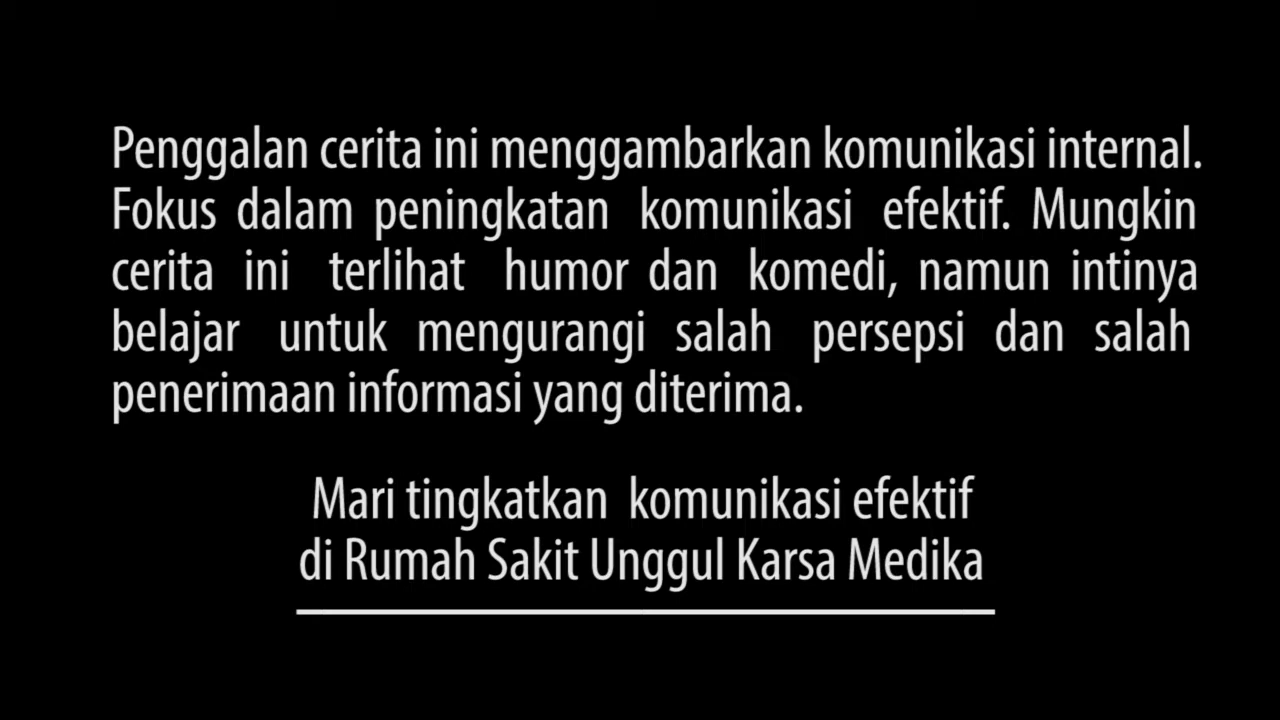 Penggalan cerita ini menggambarkan komunikasi internal.
Fokus dalam peningkatan komunikasi efektif. Mungkin
cerita ini terlihat humor dan komedi, namun intinya
belajar untuk mengurangi salah persepsi dan salah
penerimaan informasi yang diterima.
Mari tingkatkan komunikasi efektif
di Rumah Sakit Unggul Karsa Medika